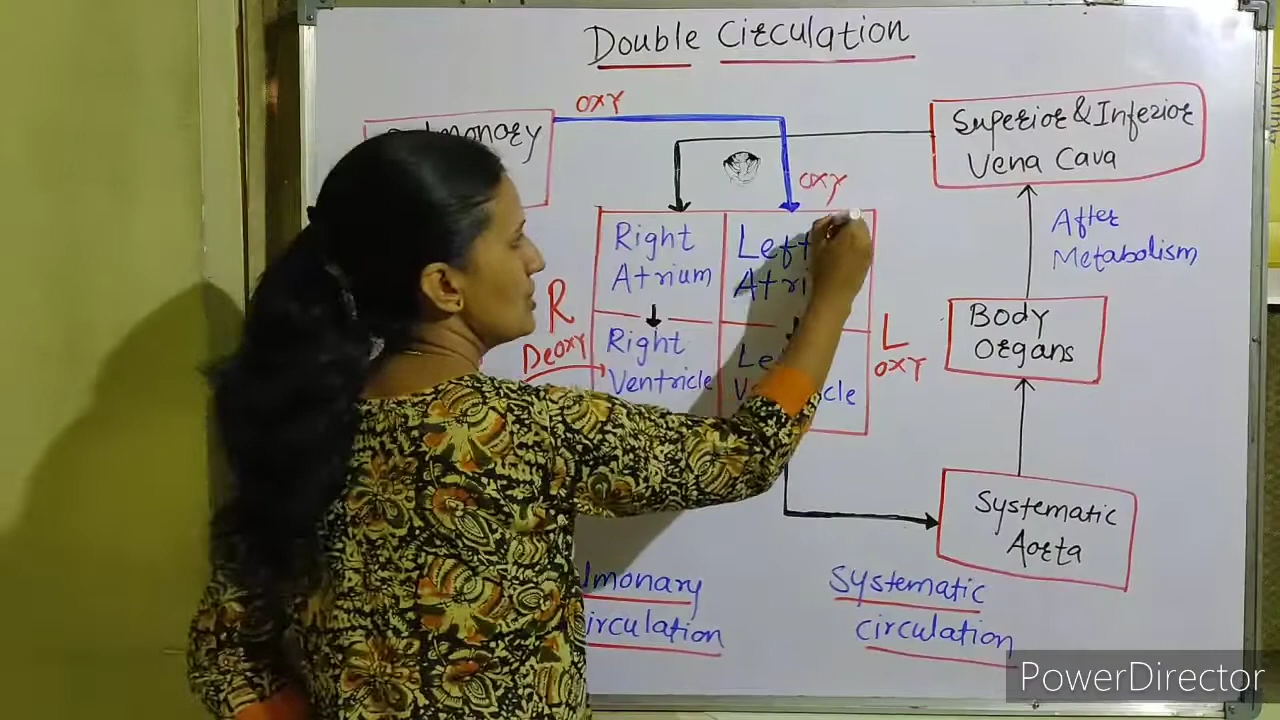 Double Circulation
oxy
Superior & Inferior
Vena Cava
oxy
After
Metabolism
Right
Atrium
R
Deoxy
Right
Ventricle
L
oxy
Body
Organs
Systematic
Aorta
Systematic
circulation
PowerDirector